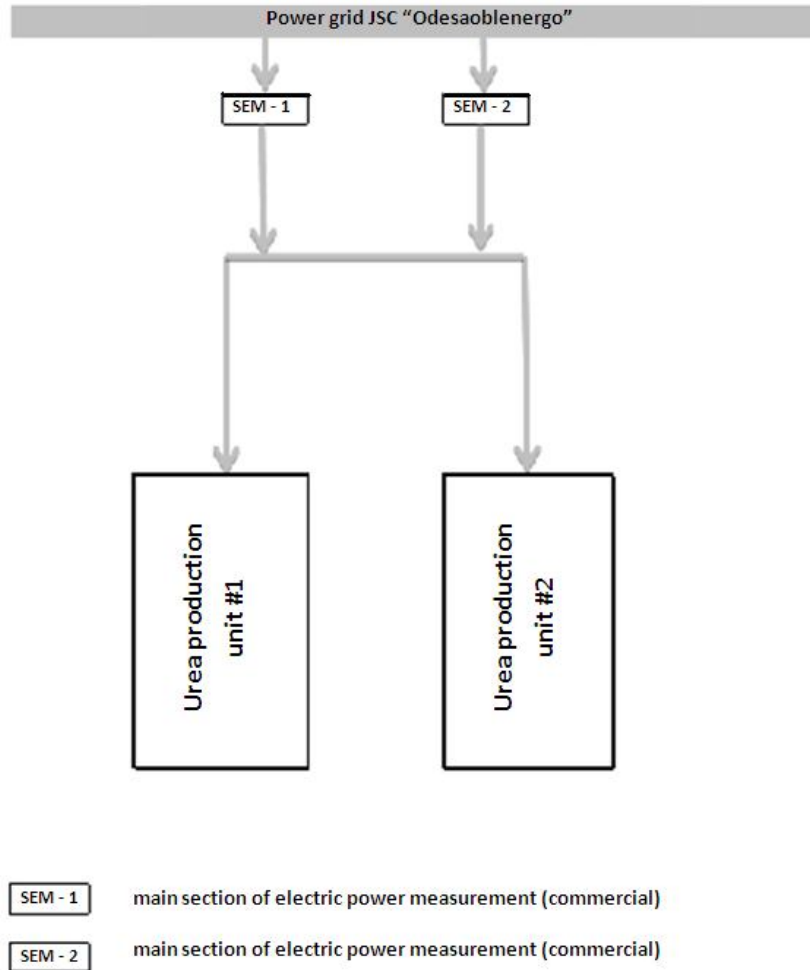 Power grid JSC “Odesaoblenergo”
SEM - 1
SEM - 2
Urea production
unit #1
Urea production
unit #2
SEM - 1
main section of electric power measurement (commercial)
SEM - 2
main section of electric power measurement (commercial)